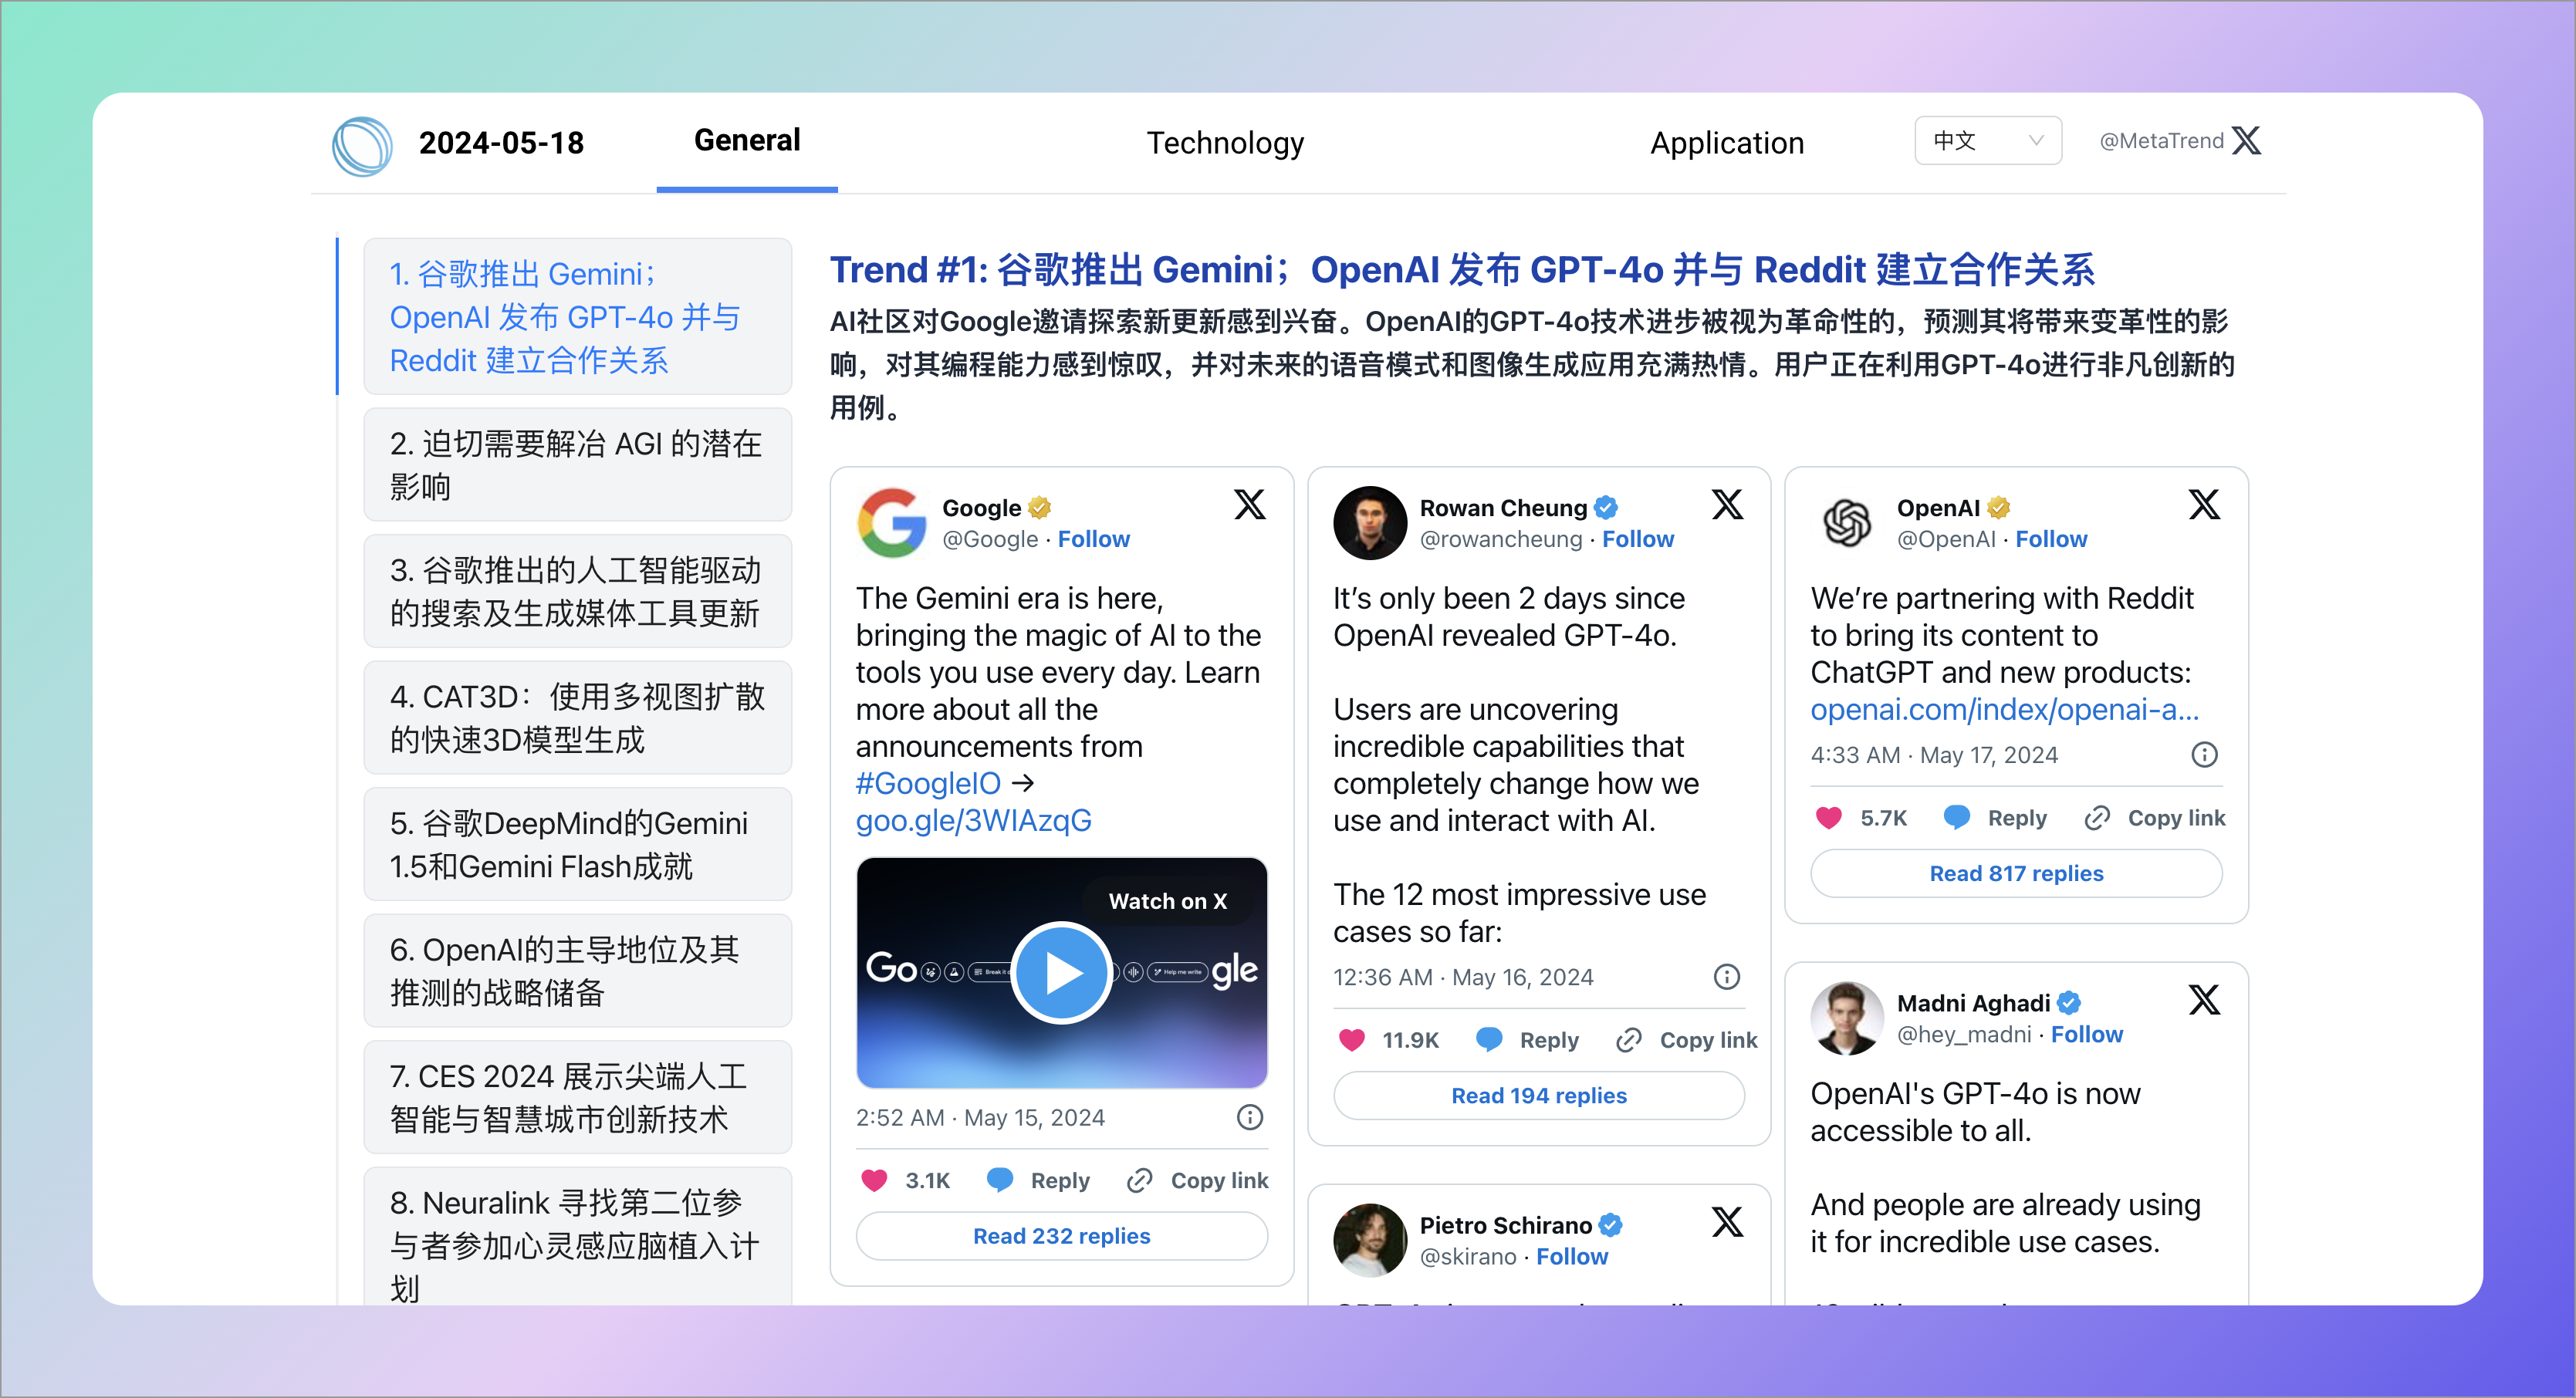 2024-05-18
General
Technology
Application
中文
@MetaTrend
1. 谷歌推出 Gemini；
OpenAI 发布 GPT-4o 并与
Reddit 建立合作关系
2. 迫切需要解冶 AGI 的潜在
影响
3. 谷歌推出的人工智能驱动
的搜索及生成媒体工具更新
4. CAT3D：使用多视图扩散
的快速3D模型生成
5. 谷歌DeepMind的Gemini
1.5和Gemini Flash成就
6. OpenAI的主导地位及其
推测的战略储备
7. CES 2024 展示尖端人工
智能与智慧城市创新技术
8. Neuralink 寻找第二位参
与者参加心灵感应脑植入计
划
Trend #1: 谷歌推出 Gemini；OpenAI 发布 GPT-4o 并与 Reddit 建立合作关系
AI社区对Google邀请探索新更新感到兴奋。OpenAI的GPT-4o技术进步被视为革命性的，预测其将带来变革性的影
响，对其编程能力感到惊叹，并对未来的语音模式和图像生成应用充满热情。用户正在利用GPT-4o进行非凡创新的
用例。
Google
@Google · Follow
The Gemini era is here,
bringing the magic of AI to the
tools you use every day. Learn
more about all the
announcements from
#GoogleIO →
goo.gle/3WIAzqG
Watch on X
Go
Break it
Help me write
gle
2:52 AM · May 15, 2024
3.1K
Reply
Copy link
Read 232 replies
Rowan Cheung
@rowancheung · Follow
It’s only been 2 days since
OpenAI revealed GPT-4o.
Users are uncovering
incredible capabilities that
completely change how we
use and interact with AI.
The 12 most impressive use
cases so far:
12:36 AM · May 16, 2024
11.9K
Reply
Copy link
Read 194 replies
Pietro Schirano
@skirano · Follow
OpenAI
@OpenAI · Follow
We’re partnering with Reddit
to bring its content to
ChatGPT and new products:
openai.com/index/openai-a…
4:33 AM · May 17, 2024
5.7K
Reply
Copy link
Read 817 replies
Madni Aghadi
@hey_madni · Follow
OpenAI's GPT-4o is now
accessible to all.
And people are already using
it for incredible use cases.